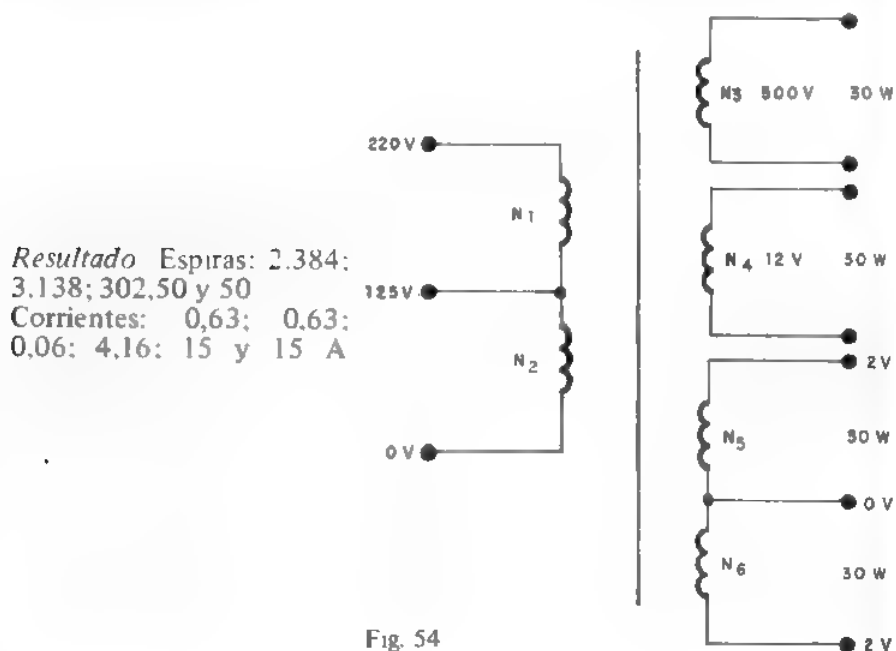 Resultado Espiras: 2.384;
3.138; 302,50 y 50
Corrientes: 0,63; 0,63;
0,06; 4,16; 15 y 15 A
220 V
125 V
0 V
N1
N2
N3 500 V 30 W
N4 12 V 50 W
2 V
N5 30 W
0 V
N6 30 W
2 V
Fig. 54